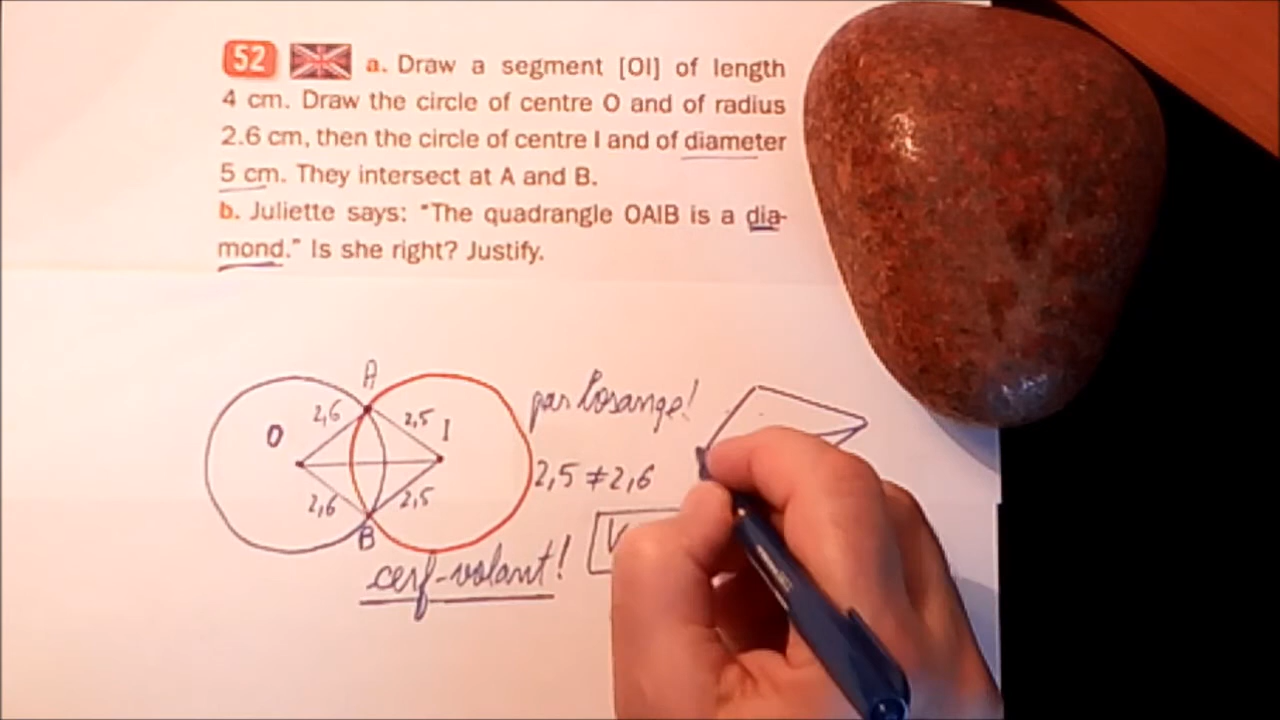 52 a. Draw a segment [OI] of length
4 cm. Draw the circle of centre O and of radius
2.6 cm, then the circle of centre I and of diameter
5 cm. They intersect at A and B.
b. Juliette says: "The quadrangle OAIB is a dia-
mond." Is she right? Justify.
A
2,6 2,5
O I
pas losange!
2,5 ≠ 2,6
2,6 2,5
B
cerf-volant!